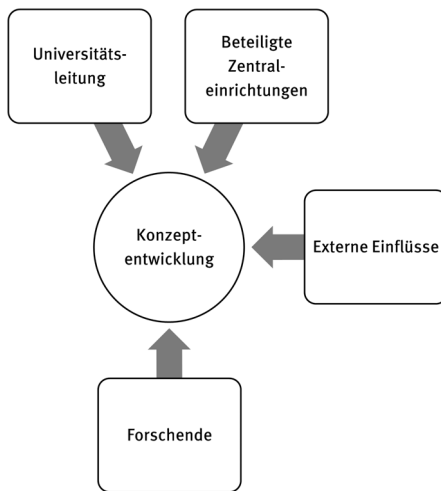 Universitäts-
leitung
Beteiligte
Zentral-
einrichtungen
Konzept-
entwicklung
Externe Einflüsse
Forschende